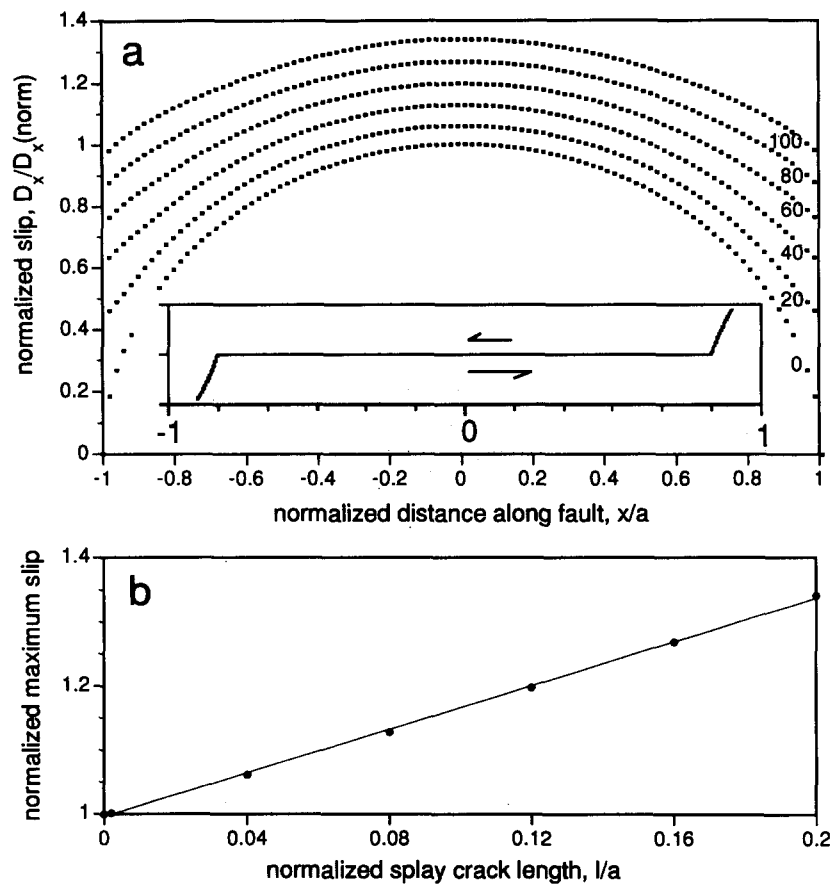 a
normalized slip, D_x/D_x(norm)
1.4
1.2
1
0.8
0.6
0.4
0.2
0
100
80
60
40
20
0
-1
0
1
-1 -0.8 -0.6 -0.4 -0.2 0 0.2 0.4 0.6 0.8 1
normalized distance along fault, x/a
b
normalized maximum slip
1.4
1.2
1
0 0.04 0.08 0.12 0.16 0.2
normalized splay crack length, l/a